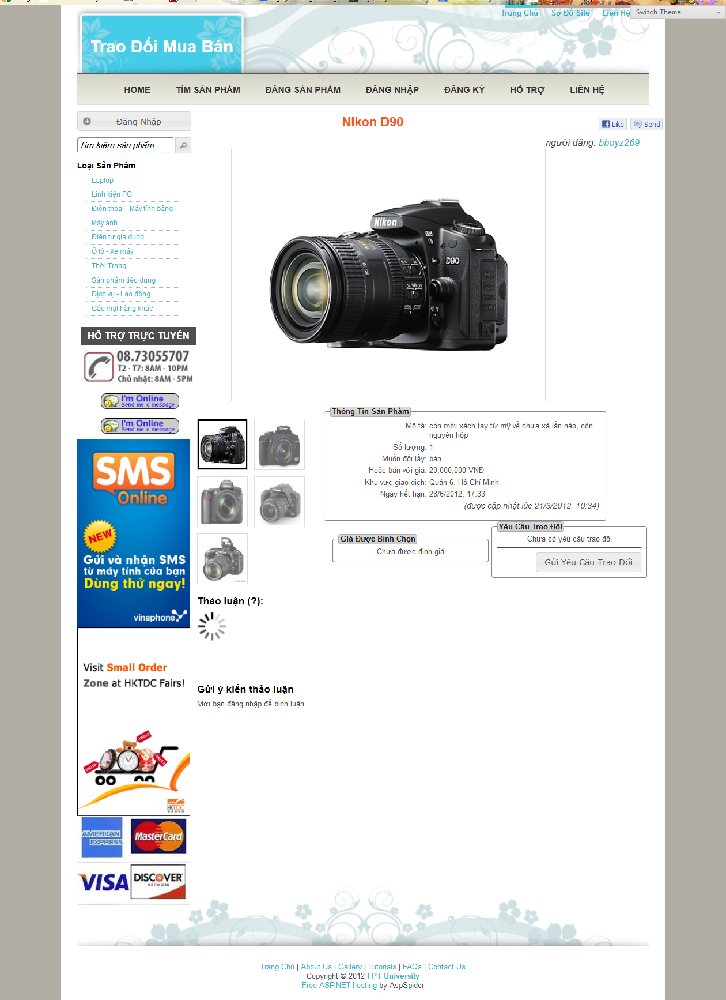 Trang Chủ Sơ Đồ Site Liên Hệ Switch Theme
Trao Đổi Mua Bán
HOME TÌM SẢN PHẨM ĐĂNG SẢN PHẨM ĐĂNG NHẬP ĐĂNG KÝ HỖ TRỢ LIÊN HỆ
Đăng Nhập
Nikon D90
Like Send
Tìm kiếm sản phẩm
người đăng: bboyz269
Loại Sản Phẩm
Laptop
Linh kiện PC
Điện thoại - Máy tính bảng
Máy ảnh
Điện tử gia dụng
Ô tô - Xe máy
Thời Trang
Sản phẩm tiêu dùng
Dịch vụ - Lao động
Các mặt hàng khác
Nikon
D90
HỖ TRỢ TRỰC TUYẾN
08.73055707
T2 - T7: 8AM - 10PM
Chủ nhật: 8AM - 5PM
I'm Online
Send me a message
I'm Online
Send me a message
SMS
Online
NEW
Gửi và nhận SMS
từ máy tính của bạn
Dùng thử ngay!
vinaphone
Visit Small Order
Zone at HKTDC Fairs!
HKTDC
AMERICAN EXPRESS
MasterCard
VISA
DISCOVER
NETWORK
Thông Tin Sản Phẩm
Mô tả: còn mới xách tay từ mỹ về chưa xà lần nào, còn
nguyên hộp
Số lượng: 1
Muốn đổi lấy: bán
Hoặc bán với giá: 20,000,000 VNĐ
Khu vực giao dịch: Quận 6, Hồ Chí Minh
Ngày hết hạn: 28/6/2012, 17:33
(được cập nhật lúc 21/3/2012, 10:34)
Giá Được Bình Chọn
Chưa được định giá
Yêu Cầu Trao Đổi
Chưa có yêu cầu trao đổi
Gửi Yêu Cầu Trao Đổi
Thảo luận (?):
Gửi ý kiến thảo luận
Mời bạn đăng nhập để bình luận.
Trang Chủ | About Us | Gallery | Tutorials | FAQs | Contact Us
Copyright © 2012 FPT University
Free ASP.NET hosting by AspSpider